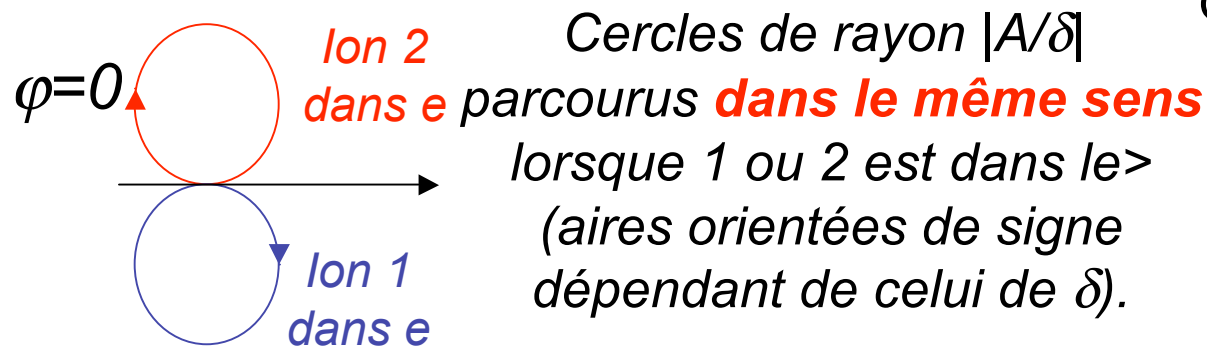 Cercles de rayon |A/δ|
parcourus dans le même sens
lorsque 1 ou 2 est dans le>
(aires orientées de signe
dépendant de celui de δ).
φ=0
Ion 2
dans e
Ion 1
dans e